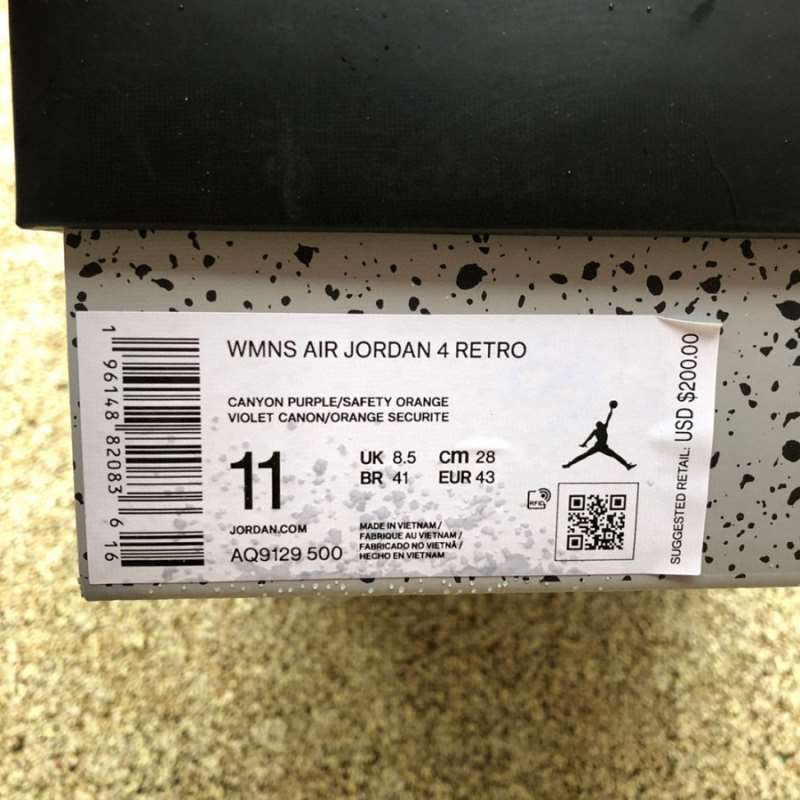 WMNS AIR JORDAN 4 RETRO
CANYON PURPLE/SAFETY ORANGE
VIOLET CANON/ORANGE SECURITE
11
UK 8.5 cm 28
BR 41 EUR 43
JORDAN.COM
AQ9129 500
MADE IN VIETNAM /
FABRIQUE AU VIETNAM /
FABRICADO NO VIETNÃ /
HECHO EN VIETNAM
RFID
1 96148 82083 6 16
SUGGESTED RETAIL: USD $200.00